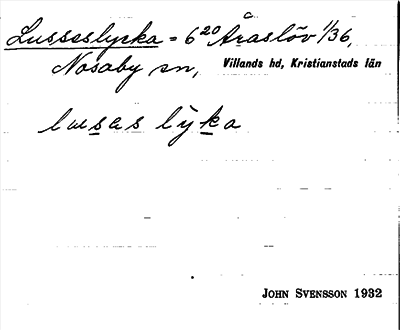 Lusseslycka = 6²⁰ Åraslöv 1/36,
Nosaby sn, Villands hd, Kristianstads län
lusas lyka
JOHN SVENSSON 1932